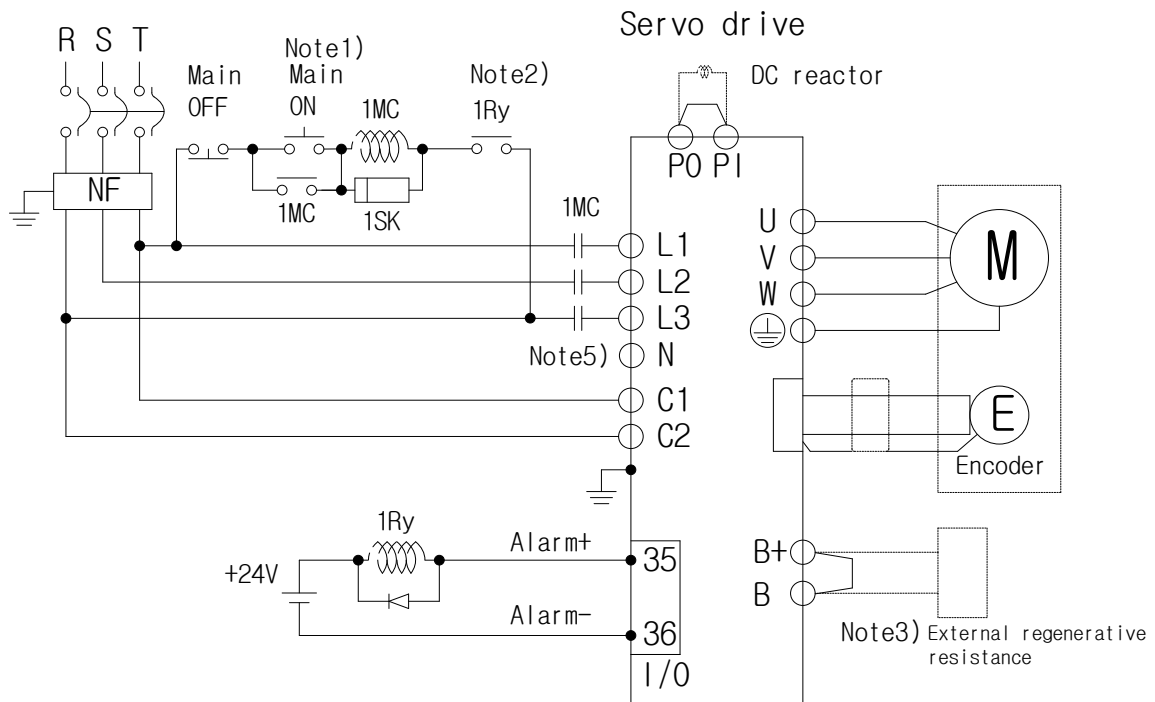 Servo drive
R S T
Main
OFF
Note1)
Main
ON
1MC
Note2)
1Ry
DC reactor
PO PI
NF
1MC
1SK
1MC
L1
L2
L3
Note5)
N
C1
C2
U
V
W
M
E
Encoder
1Ry
+24V
Alarm+
35
Alarm-
36
I/O
B+
B
Note3) External regenerative
resistance